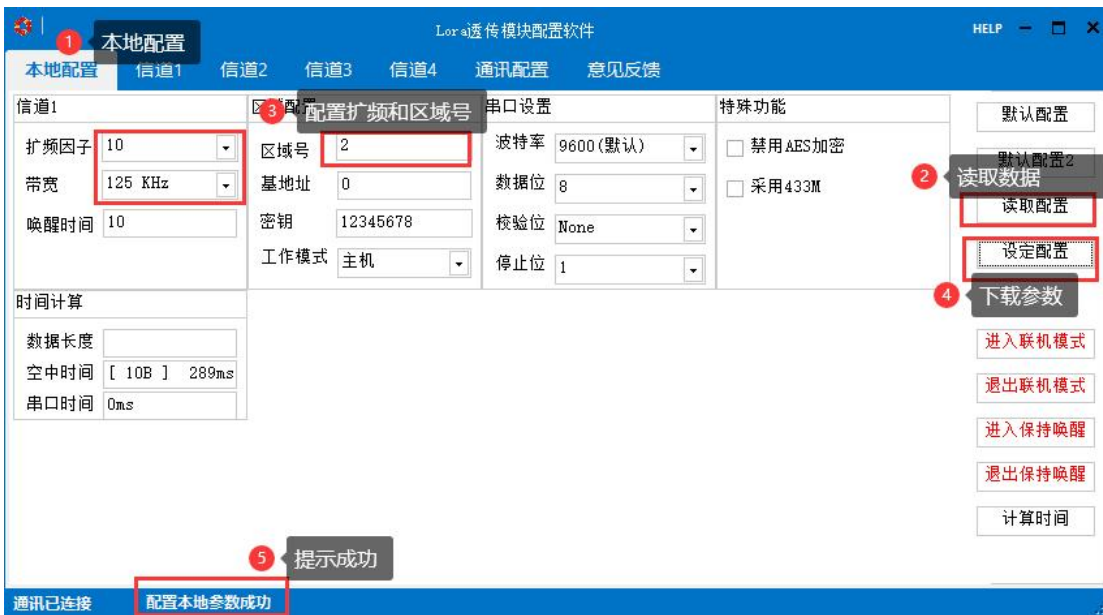 Lora透传模块配置软件
HELP
1 本地配置
本地配置 信道1 信道2 信道3 信道4 通讯配置 意见反馈
信道1
扩频因子 10
带宽 125 KHz
唤醒时间 10
3 配置扩频和区域号
区域号 2
基地址 0
密钥 12345678
工作模式 主机
串口设置
波特率 9600(默认)
数据位 8
校验位 None
停止位 1
特殊功能
禁用AES加密
采用433M
默认配置
默认配置2
2 读取数据
读取配置
设定配置
4 下载参数
进入联机模式
退出联机模式
进入保持唤醒
退出保持唤醒
计算时间
时间计算
数据长度
空中时间 [ 10B ] 289ms
串口时间 0ms
5 提示成功
通讯已连接 配置本地参数成功